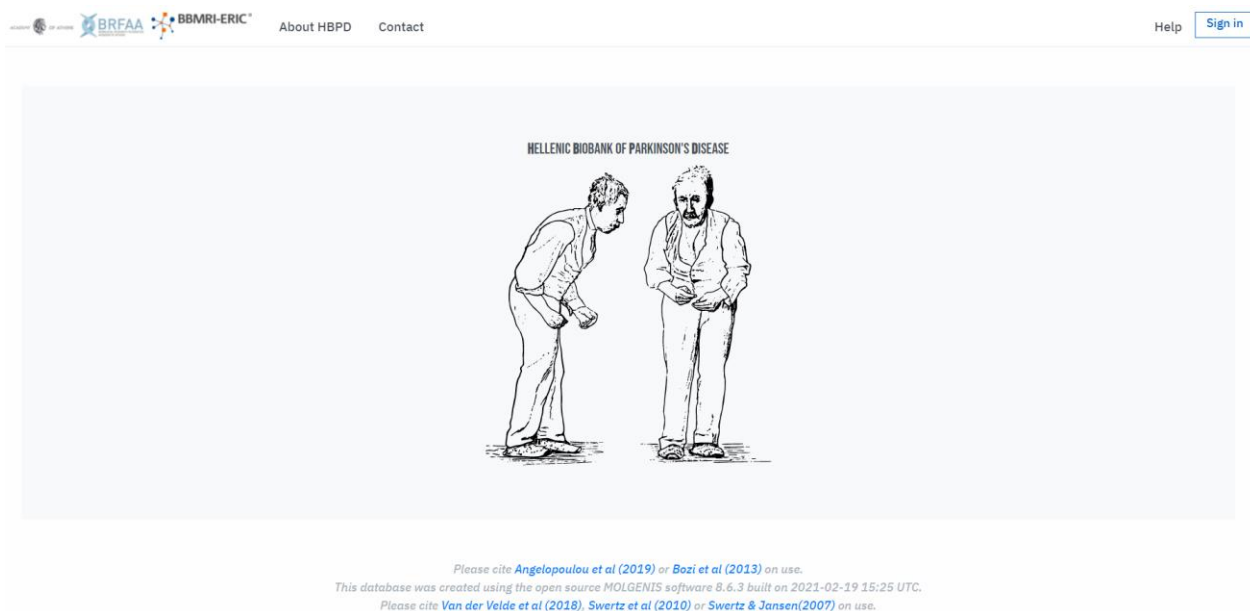 BRFAA
BBMRI-ERIC®
About HBPD
Contact
Help
Sign in
HELLENIC BIOBANK OF PARKINSON'S DISEASE
Please cite Angelopoulou et al (2019) or Bozi et al (2013) on use.
This database was created using the open source MOLGENIS software 8.6.3 built on 2021-02-19 15:25 UTC.
Please cite Van der Velde et al (2018), Swertz et al (2010) or Swertz & Jansen(2007) on use.